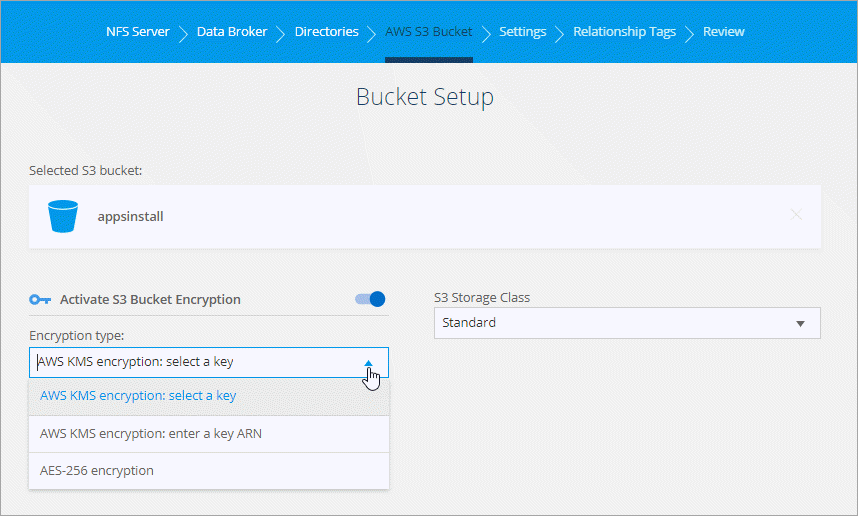 NFS Server Data Broker Directories AWS S3 Bucket Settings Relationship Tags Review
Bucket Setup
Selected S3 bucket:
appsinstall
Activate S3 Bucket Encryption
Encryption type:
AWS KMS encryption: select a key
AWS KMS encryption: select a key
AWS KMS encryption: enter a key ARN
AES-256 encryption
S3 Storage Class
Standard